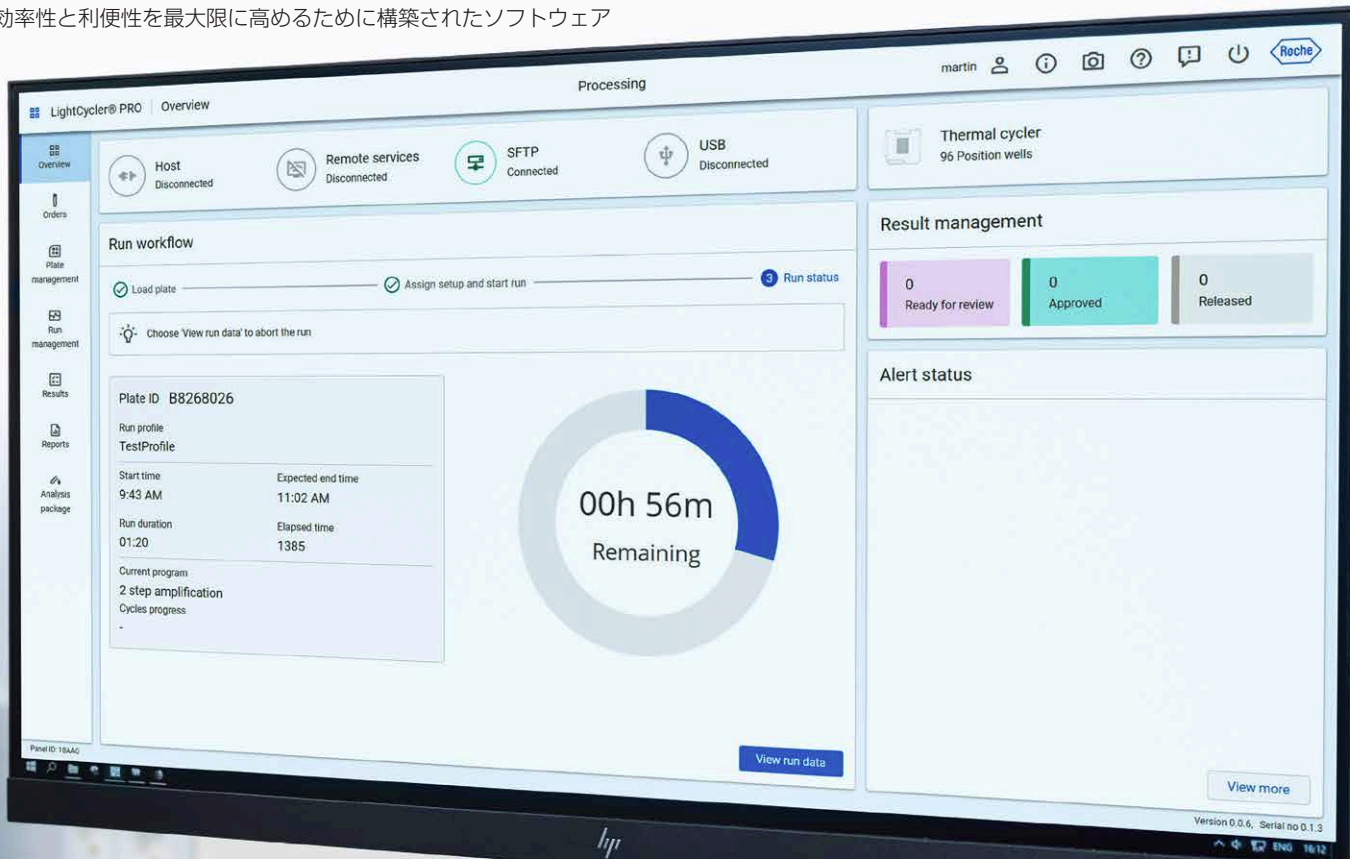 効率性と利便性を最大限に高めるために構築されたソフトウェア
LightCycler® PRO | Overview
Processing
martin
Roche
Overview
Orders
Plate
management
Run
management
Results
Reports
Analysis
package
Host
Disconnected
Remote services
Disconnected
SFTP
Connected
USB
Disconnected
Run workflow
Load plate
Assign setup and start run
3 Run status
Choose 'View run data' to abort the run
Plate ID B8268026
Run profile
TestProfile
Start time
9:43 AM
Expected end time
11:02 AM
Run duration
01:20
Elapsed time
1385
Current program
2 step amplification
Cycles progress
-
00h 56m
Remaining
View run data
Thermal cycler
96 Position wells
Result management
0
Ready for review
0
Approved
0
Released
Alert status
View more
Version 0.0.6, Serial no 0.1.3
ENG 16:12
hp